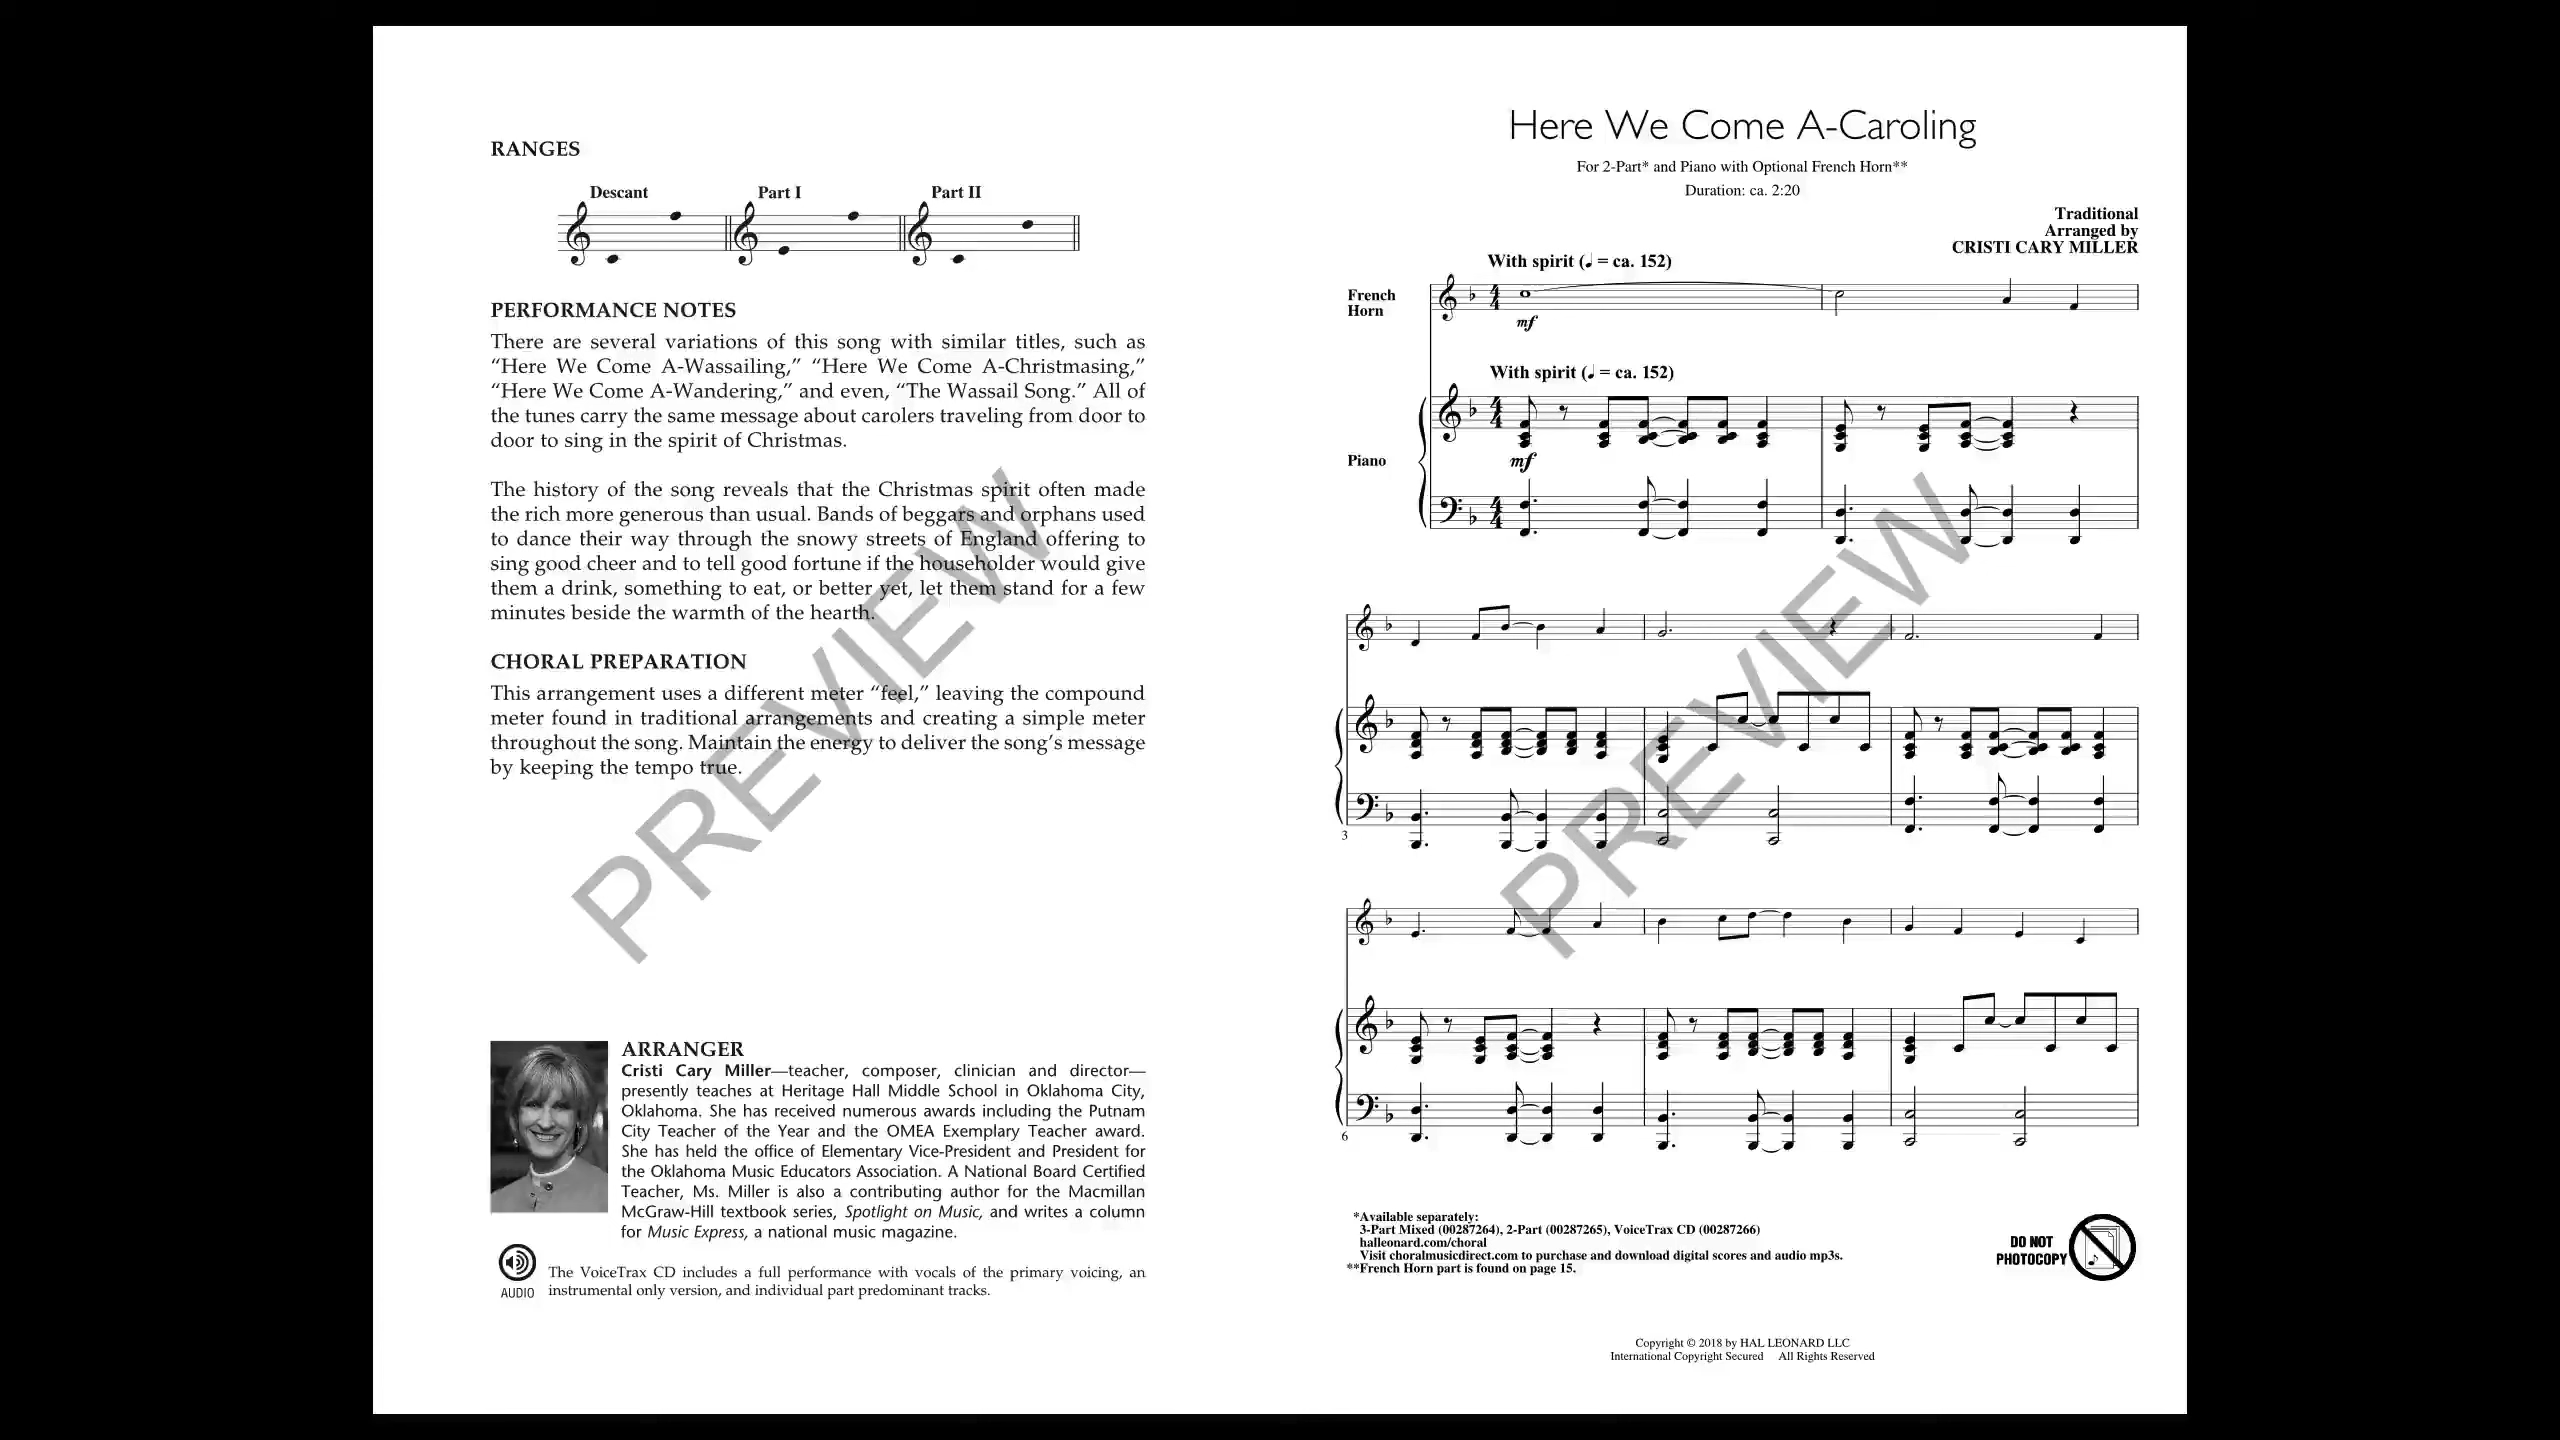 RANGES
Descant
Part I
Part II
PERFORMANCE NOTES
There are several variations of this song with similar titles, such as
“Here We Come A-Wassailing,” “Here We Come A-Christmasing,”
“Here We Come A-Wandering,” and even, “The Wassail Song.” All of
the tunes carry the same message about carolers traveling from door to
door to sing in the spirit of Christmas.
The history of the song reveals that the Christmas spirit often made
the rich more generous than usual. Bands of beggars and orphans used
to dance their way through the snowy streets of England offering to
sing good cheer and to tell good fortune if the householder would give
them a drink, something to eat, or better yet, let them stand for a few
minutes beside the warmth of the hearth.
CHORAL PREPARATION
This arrangement uses a different meter “feel,” leaving the compound
meter found in traditional arrangements and creating a simple meter
throughout the song. Maintain the energy to deliver the song’s message
by keeping the tempo true.
PREVIEW
ARRANGER
Cristi Cary Miller—teacher, composer, clinician and director—
presently teaches at Heritage Hall Middle School in Oklahoma City,
Oklahoma. She has received numerous awards including the Putnam
City Teacher of the Year and the OMEA Exemplary Teacher award.
She has held the office of Elementary Vice-President and President for
the Oklahoma Music Educators Association. A National Board Certified
Teacher, Ms. Miller is also a contributing author for the Macmillan
McGraw-Hill textbook series, Spotlight on Music, and writes a column
for Music Express, a national music magazine.
AUDIO
The VoiceTrax CD includes a full performance with vocals of the primary voicing, an
instrumental only version, and individual part predominant tracks.
Here We Come A-Caroling
For 2-Part* and Piano with Optional French Horn**
Duration: ca. 2:20
Traditional
Arranged by
CRISTI CARY MILLER
With spirit (♩ = ca. 152)
French
Horn
4
4
mf
With spirit (♩ = ca. 152)
Piano
4
4
mf
4
4
3
6
PREVIEW
*Available separately:
3-Part Mixed (00287264), 2-Part (00287265), VoiceTrax CD (00287266)
halleonard.com/choral
Visit choralmusicdirect.com to purchase and download digital scores and audio mp3s.
**French Horn part is found on page 15.
DO NOT
PHOTOCOPY
Copyright © 2018 by HAL LEONARD LLC
International Copyright Secured All Rights Reserved